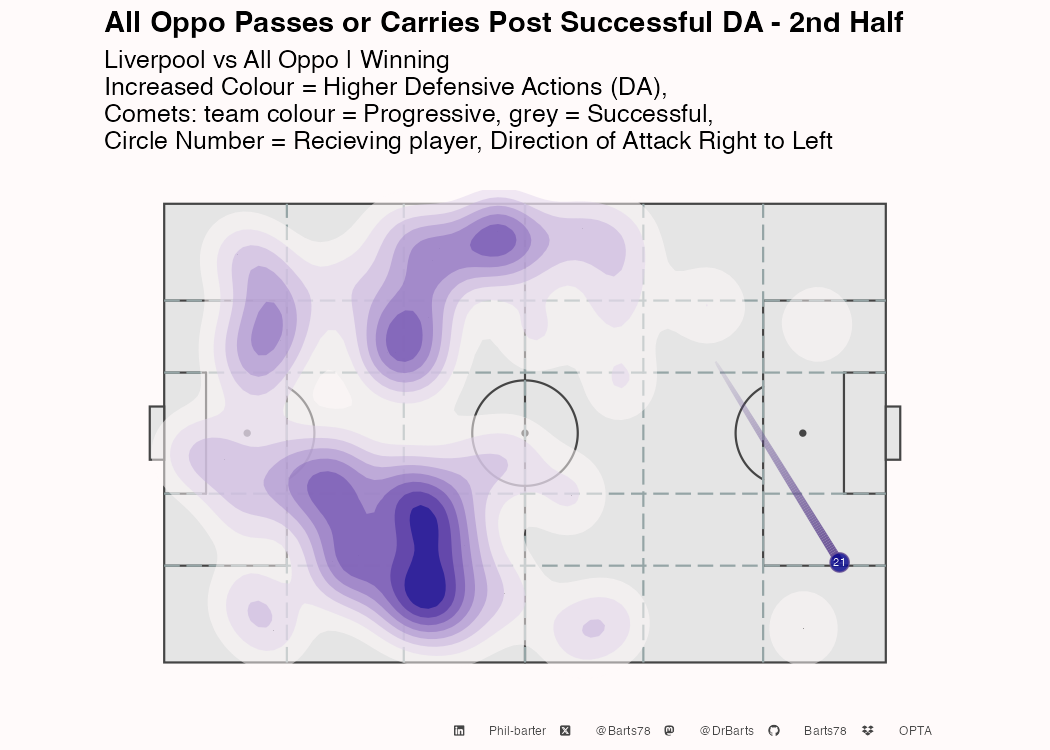 All Oppo Passes or Carries Post Successful DA - 2nd Half
Liverpool vs All Oppo | Winning
Increased Colour = Higher Defensive Actions (DA),
Comets: team colour = Progressive, grey = Successful,
Circle Number = Recieving player, Direction of Attack Right to Left
21
Phil-barter @Barts78 @DrBarts Barts78 OPTA